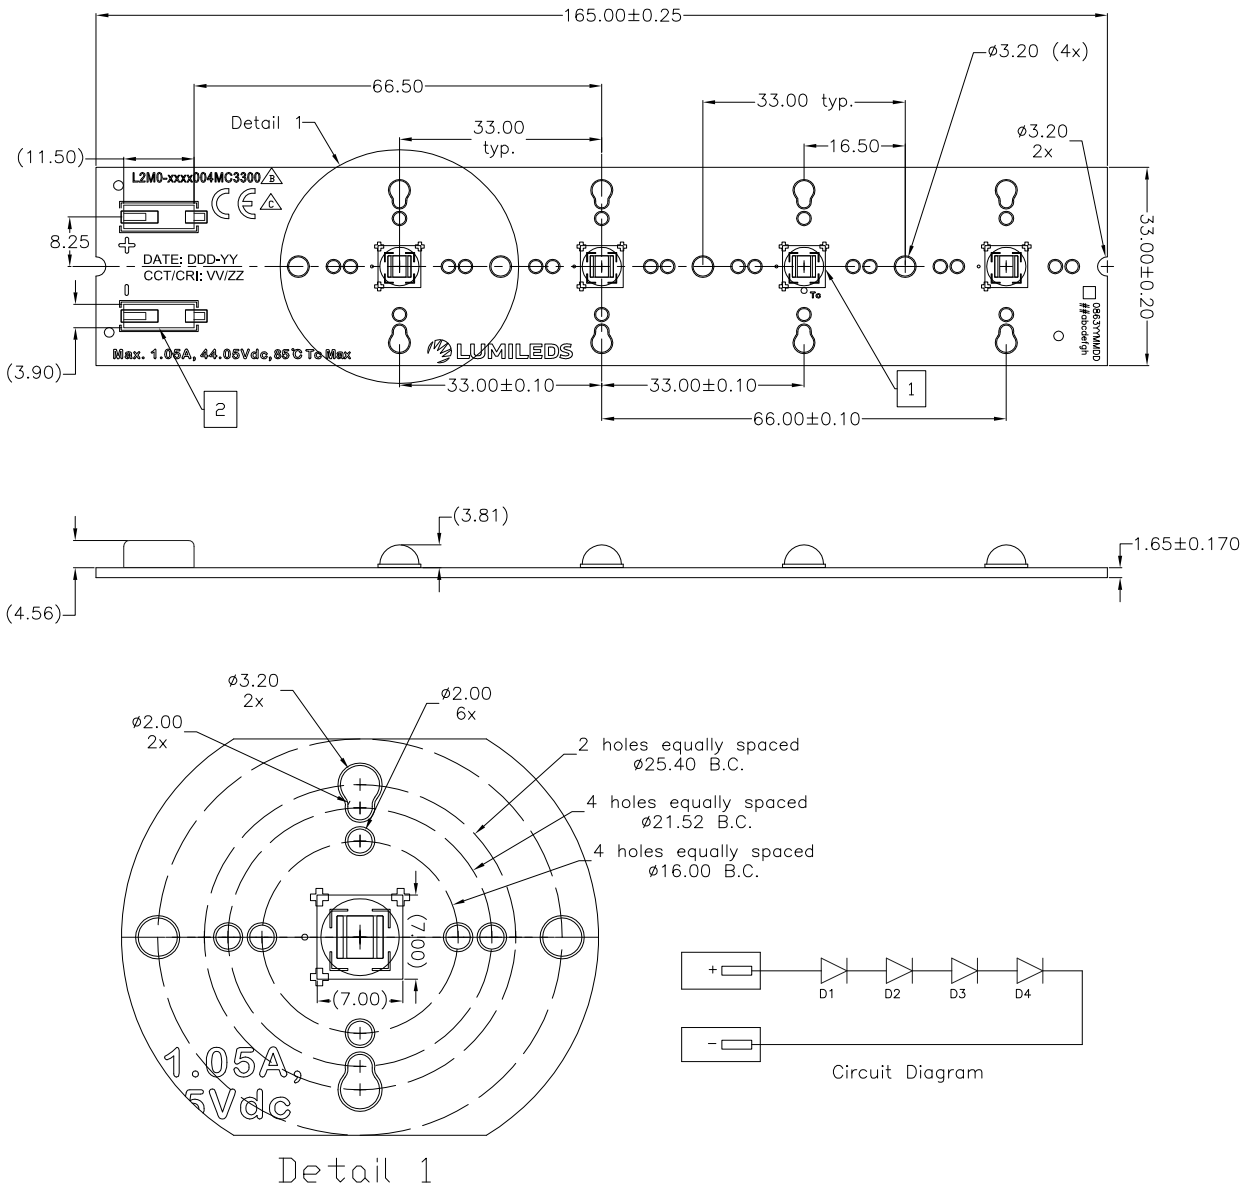 165.00±0.25
ø3.20 (4x)
66.50
33.00 typ.
Detail 1
33.00
typ.
16.50
ø3.20
2x
(11.50)
L2M0-xxxx004MC3300 B
C E C
8.25
+
DATE: DDD-YY
CCT/CRI: VV/ZZ
-
33.00±0.20
Tc
0863YYMMDD
##abcdefgh
Max. 1.05A, 44.05Vdc,85℃ Tc Max
LUMILEDS
(3.90)
33.00±0.10
33.00±0.10
2
1
66.00±0.10
(3.81)
1.65±0.170
(4.56)
ø3.20
2x
ø2.00
6x
ø2.00
2x
2 holes equally spaced
ø25.40 B.C.
4 holes equally spaced
ø21.52 B.C.
4 holes equally spaced
ø16.00 B.C.
(7.00)
(7.00)
1.05A,
5Vdc
Detail 1
+
D1
D2
D3
D4
-
Circuit Diagram